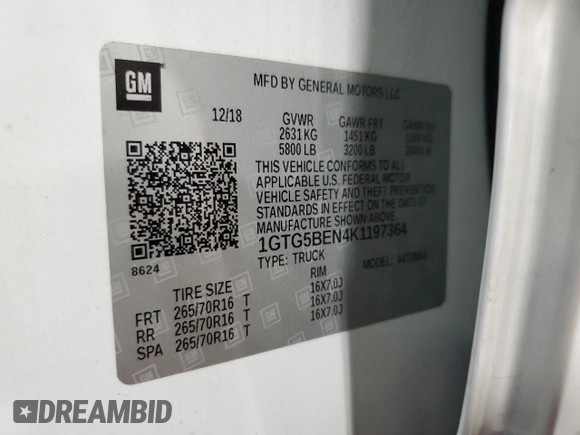 GM
MFD BY GENERAL MOTORS LLC
12/18 GVWR GAWR FRT GAWR RR
2631 KG 1451 KG
5800 LB 3200 LB
THIS VEHICLE CONFORMS TO ALL
APPLICABLE U.S. FEDERAL MOTOR
VEHICLE SAFETY AND THEFT PREVENTION
STANDARDS IN EFFECT ON THE DATE OF
MANUFACTURE SHOWN ABOVE.
1GTG5BEN4K1197364
8624
TYPE: TRUCK MODEL:
TIRE SIZE RIM
FRT 265/70R16 T 16X7.0J
RR 265/70R16 T 16X7.0J
SPA 265/70R16 T 16X7.0J
DREAMBID